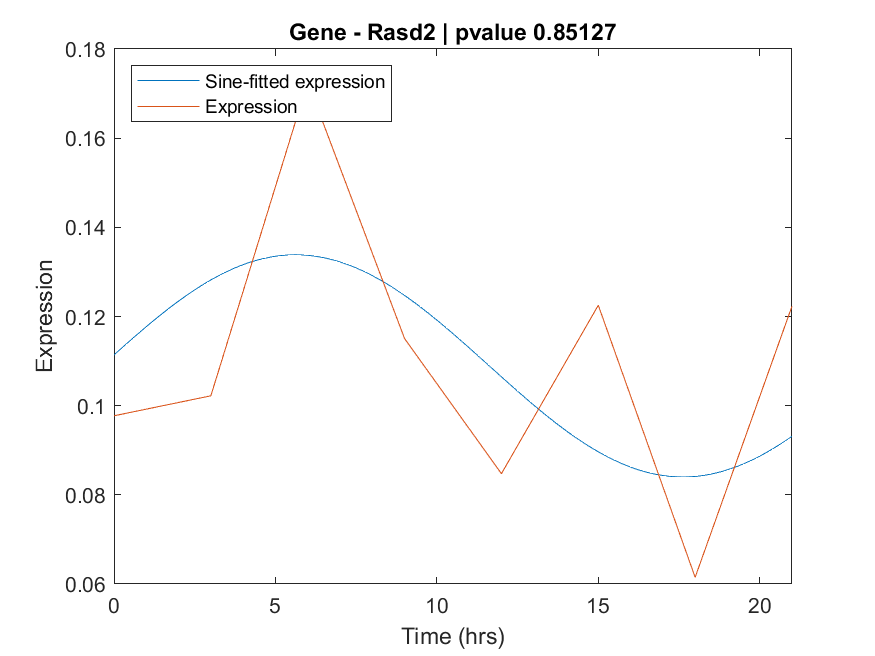 Gene - Rasd2 | pvalue 0.85127
0.18
0.16
0.14
0.12
0.1
0.08
0.06
Expression
Sine-fitted expression
Expression
0 5 10 15 20
Time (hrs)